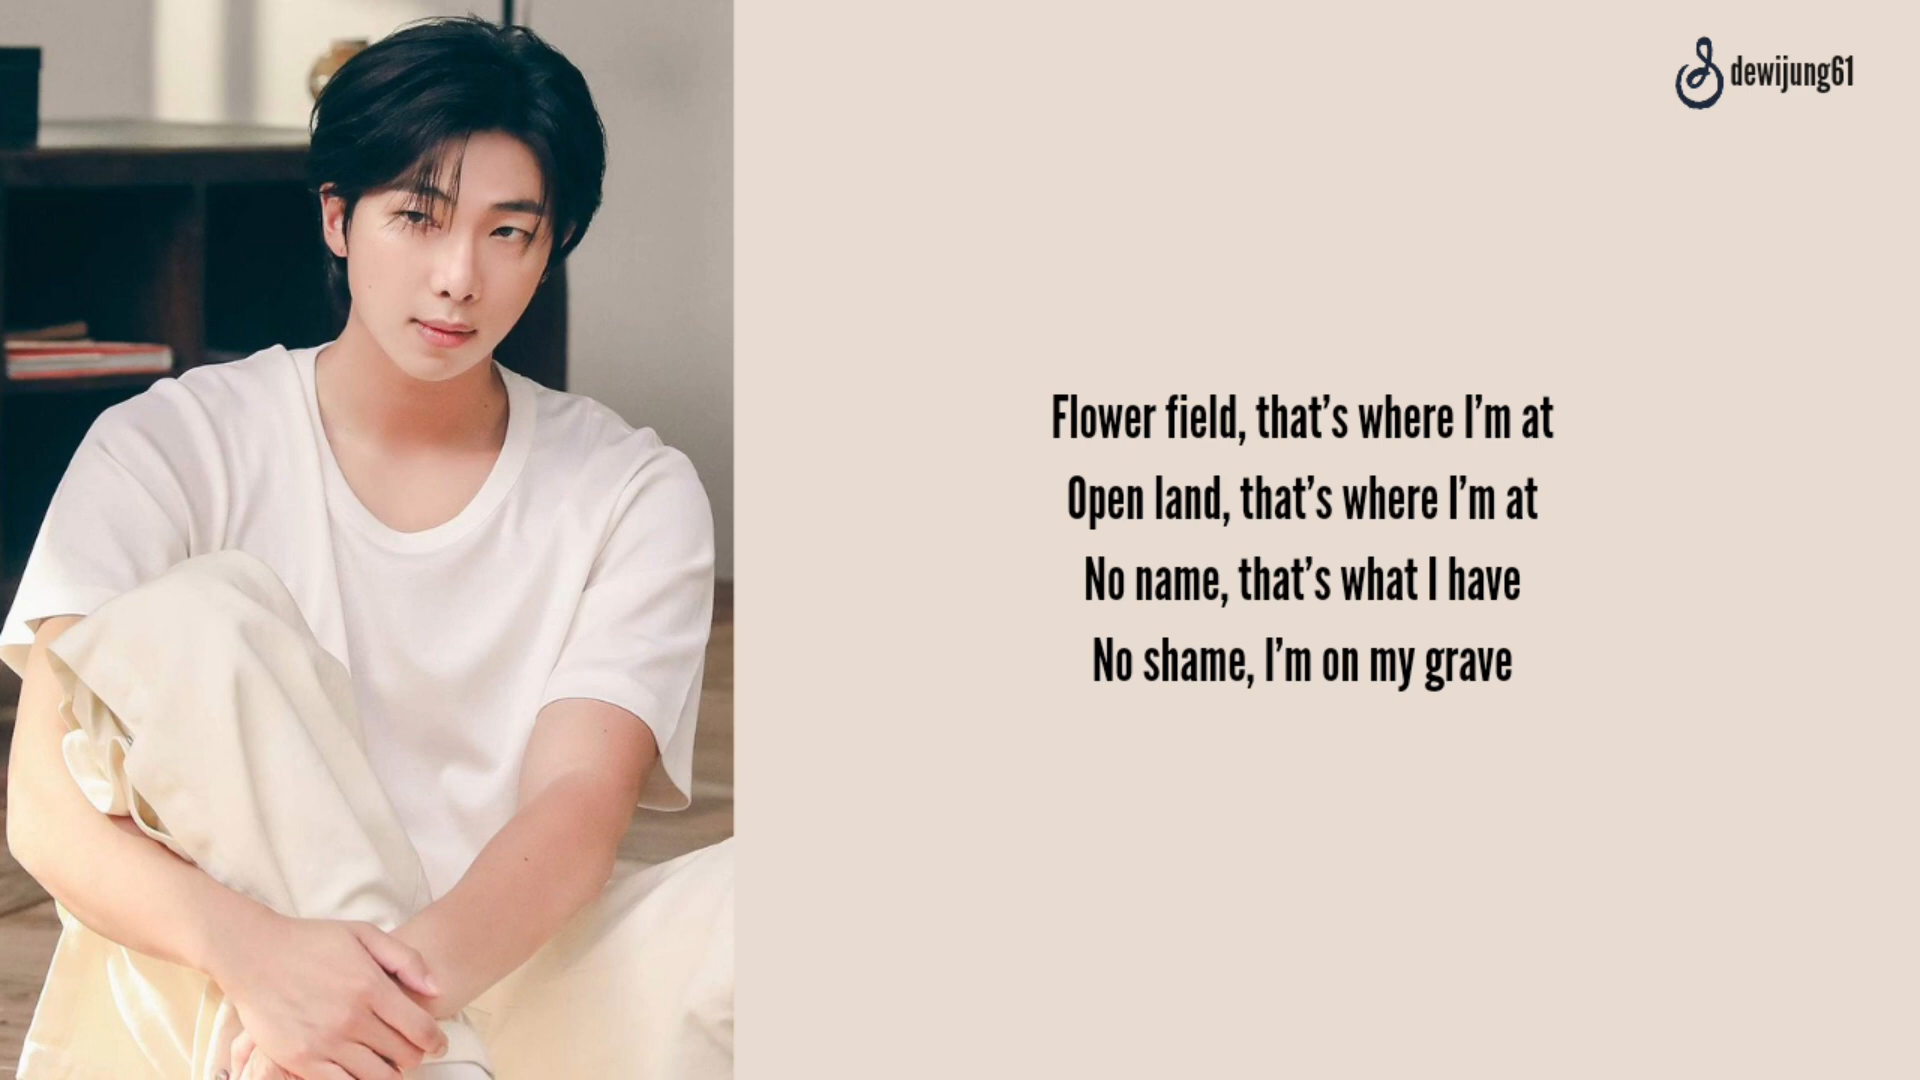 dewijung61
Flower field, that's where I'm at
Open land, that's where I'm at
No name, that's what I have
No shame, I'm on my grave